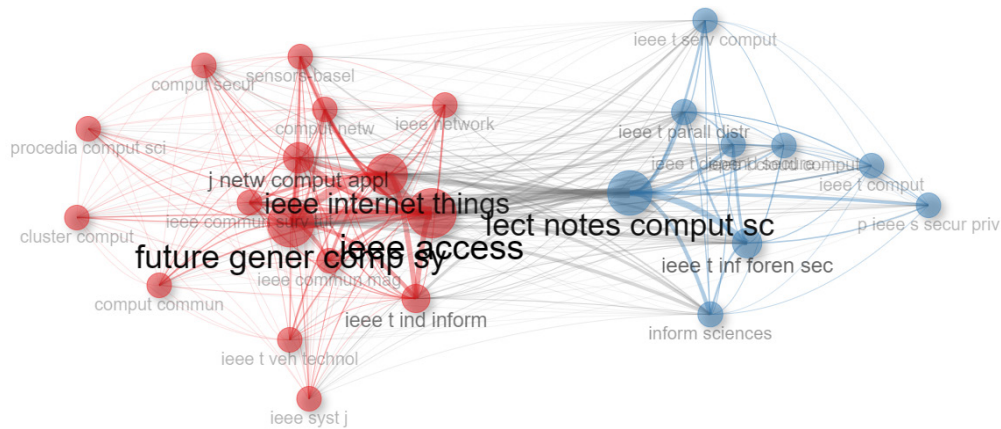 ieee t serv comput
sensors-basel
comput secur
ieee t parall distr
comput netw
ieee network
procedia comput sci
ieee t cloud comput
j netw comput appl
ieee t comput
ieee internet things
ieee commun surv tut
lect notes comput sc
p ieee s secur priv
cluster comput
ieee access
future gener comp sy
ieee t inf foren sec
ieee commun mag
comput commun
ieee t ind inform
inform sciences
ieee t veh technol
ieee syst j